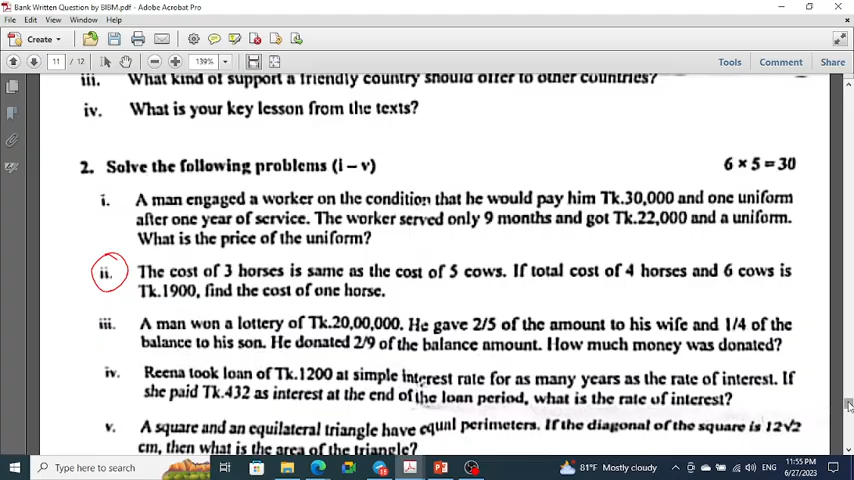 Bank Written Question by BIBM.pdf - Adobe Acrobat Pro
File Edit View Window Help
Create
11 / 12 139% Tools Comment Share
iii. What kind of support a friendly country should offer to other countries?
iv. What is your key lesson from the texts?
2. Solve the following problems (i – v) 6 × 5 = 30
i. A man engaged a worker on the condition that he would pay him Tk.30,000 and one uniform
after one year of service. The worker served only 9 months and got Tk.22,000 and a uniform.
What is the price of the uniform?
ii. The cost of 3 horses is same as the cost of 5 cows. If total cost of 4 horses and 6 cows is
Tk.1900, find the cost of one horse.
iii. A man won a lottery of Tk.20,00,000. He gave 2/5 of the amount to his wife and 1/4 of the
balance to his son. He donated 2/9 of the balance amount. How much money was donated?
iv. Reena took loan of Tk.1200 at simple interest rate for as many years as the rate of interest. If
she paid Tk.432 as interest at the end of the loan period, what is the rate of interest?
v. A square and an equilateral triangle have equal perimeters. If the diagonal of the square is 12√2
cm, then what is the area of the triangle?
Type here to search 81°F Mostly cloudy ENG 11:55 PM
6/27/2023